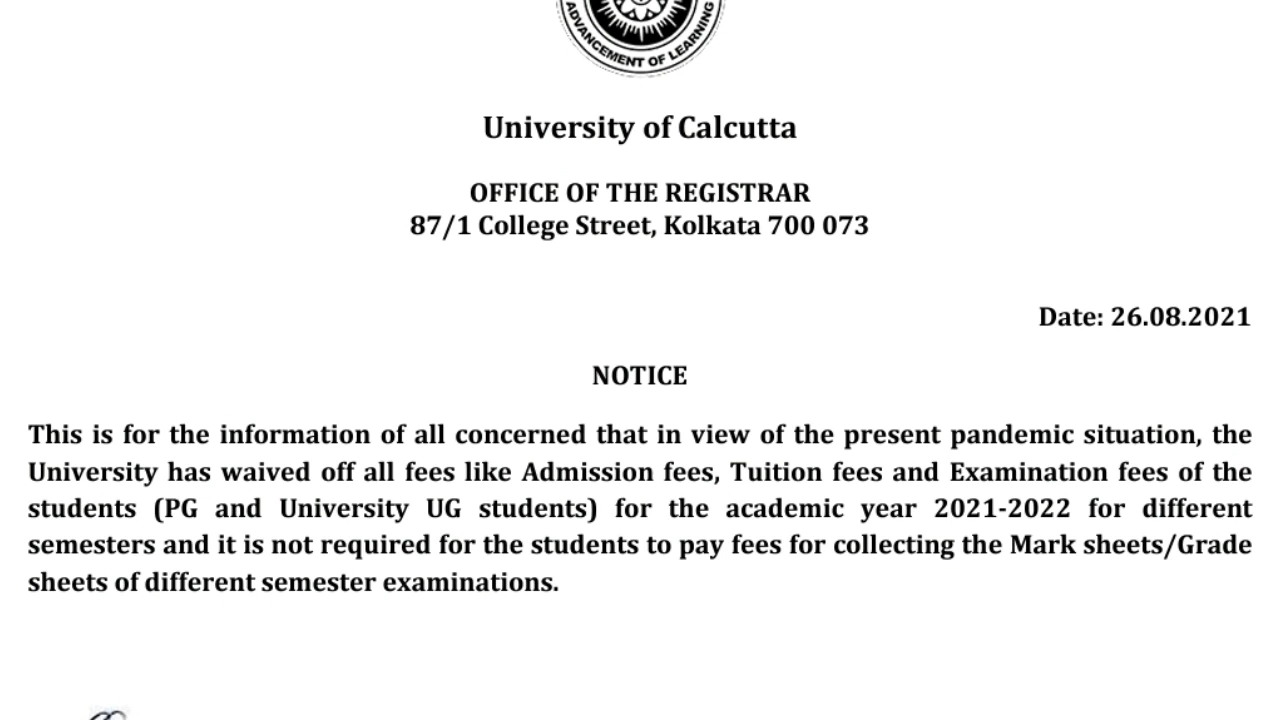 ADVANCEMENT OF LEARNING
University of Calcutta
OFFICE OF THE REGISTRAR
87/1 College Street, Kolkata 700 073
Date: 26.08.2021
NOTICE
This is for the information of all concerned that in view of the present pandemic situation, the
University has waived off all fees like Admission fees, Tuition fees and Examination fees of the
students (PG and University UG students) for the academic year 2021-2022 for different
semesters and it is not required for the students to pay fees for collecting the Mark sheets/Grade
sheets of different semester examinations.